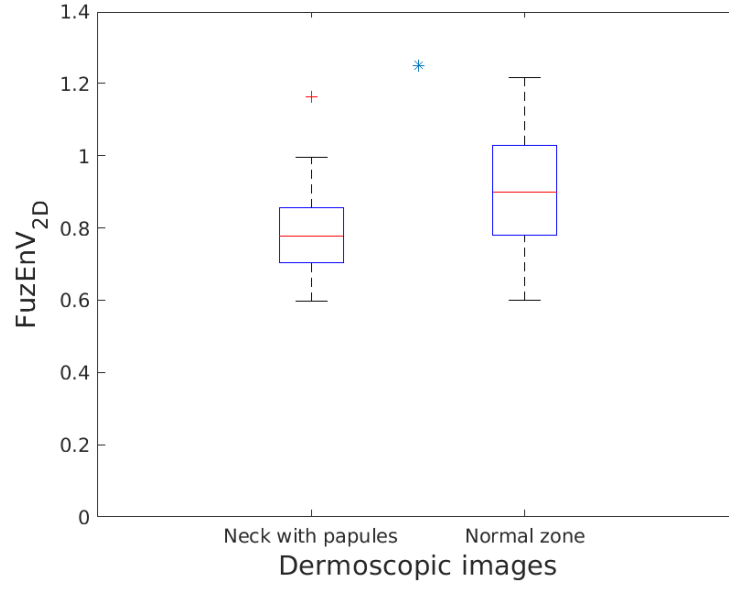 1.4
1.2
1
0.8
0.6
0.4
0.2
0
FuzEnV2D
Neck with papules
Normal zone
Dermoscopic images